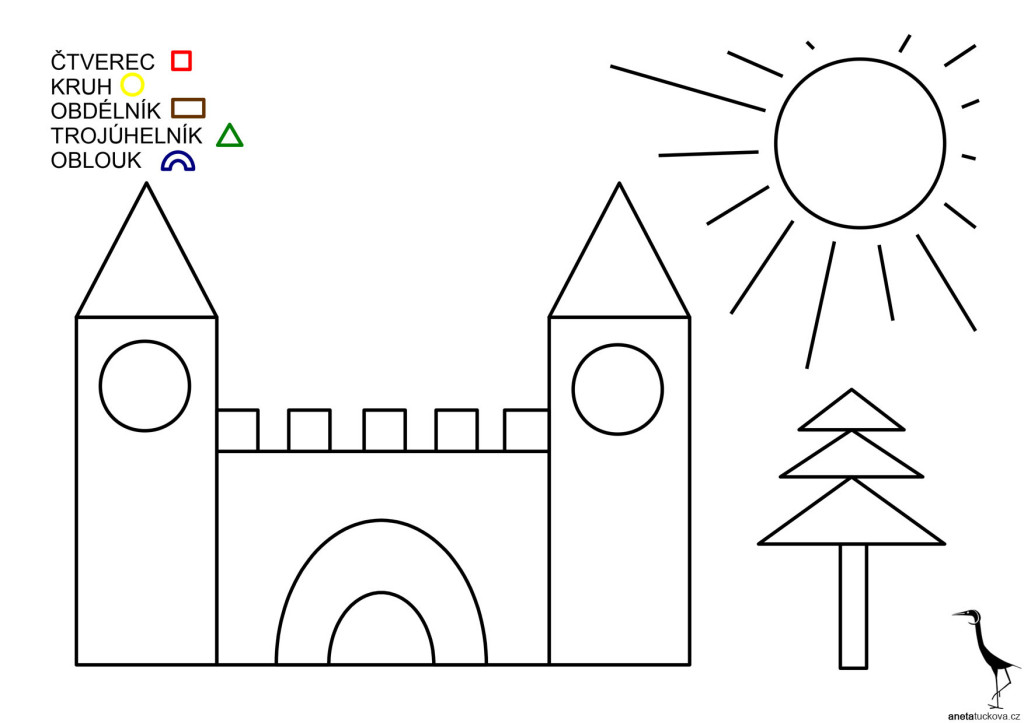 ČTVEREC
KRUH
OBDÉLNÍK
TROJÚHELNÍK
OBLOUK
anetatuckova.cz